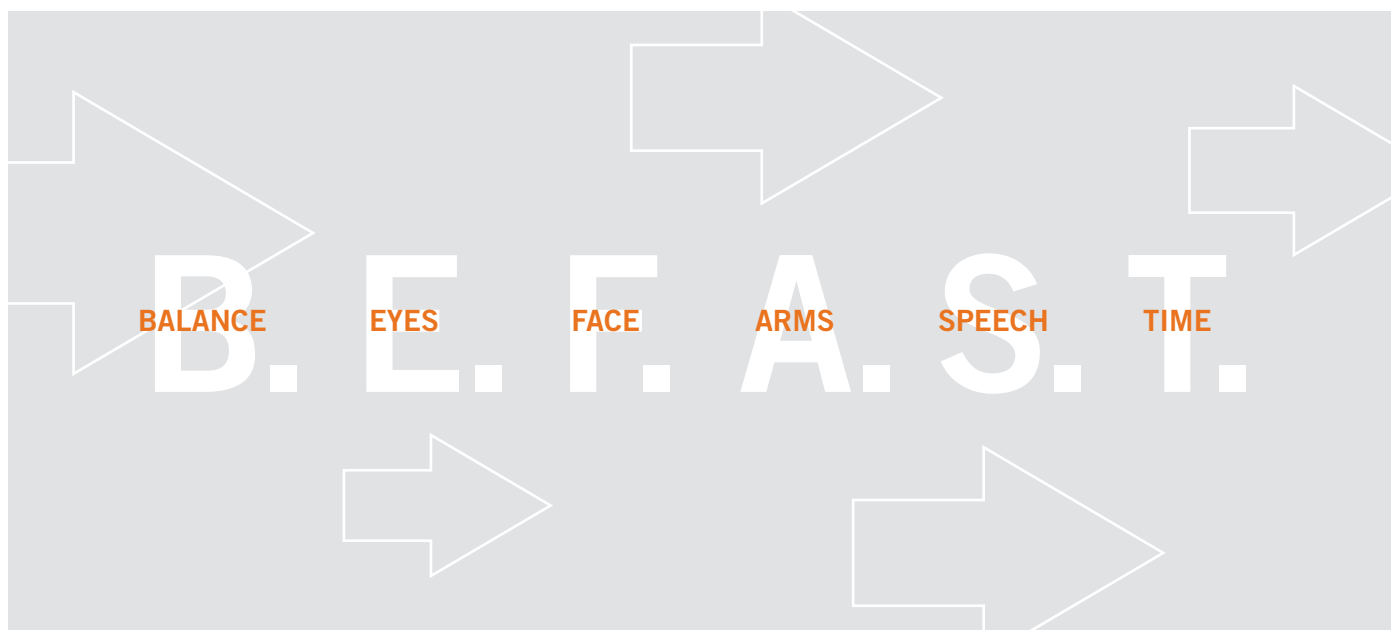 B. E. F. A. S. T.
BALANCE EYES FACE ARMS SPEECH TIME